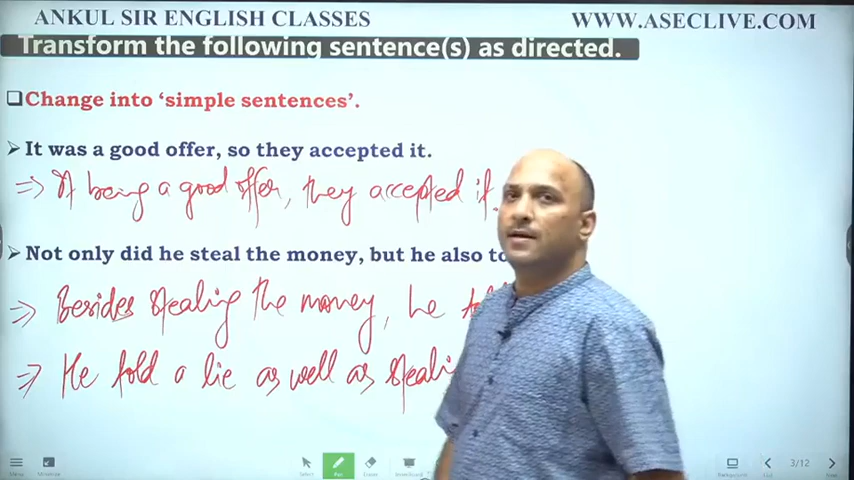 ANKUL SIR ENGLISH CLASSES WWW.ASECLIVE.COM
Transform the following sentence(s) as directed.
Change into ‘simple sentences’.
It was a good offer, so they accepted it.
⇒ It being a good offer, they accepted it.
Not only did he steal the money, but he also to
⇒ Besides stealing the money, he
⇒ He told a lie as well as steali
3/12